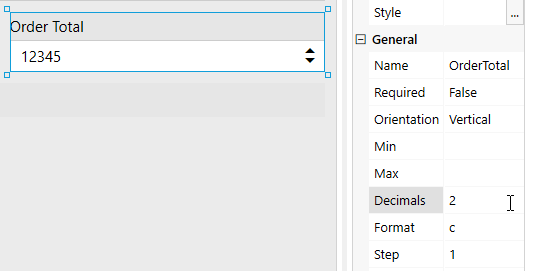 Order Total
12345
Style ...
General
Name OrderTotal
Required False
Orientation Vertical
Min
Max
Decimals 2
Format c
Step 1